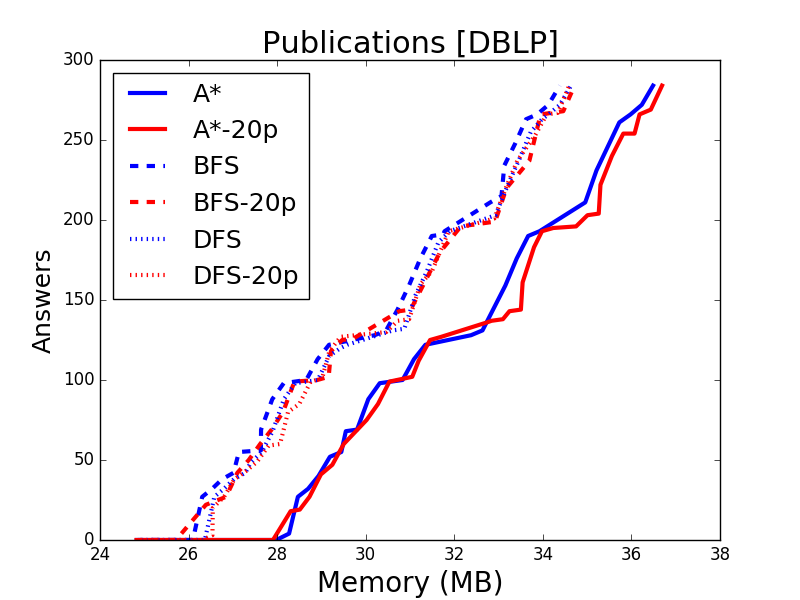 Publications [DBLP]
A*
A*-20p
BFS
BFS-20p
DFS
DFS-20p
Answers
300
250
200
150
100
50
0
24 26 28 30 32 34 36 38
Memory (MB)